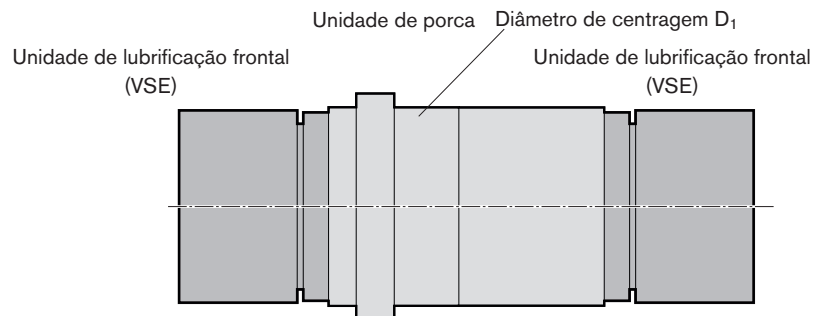 Unidade de porca
Diâmetro de centragem D₁
Unidade de lubrificação frontal
(VSE)
Unidade de lubrificação frontal
(VSE)